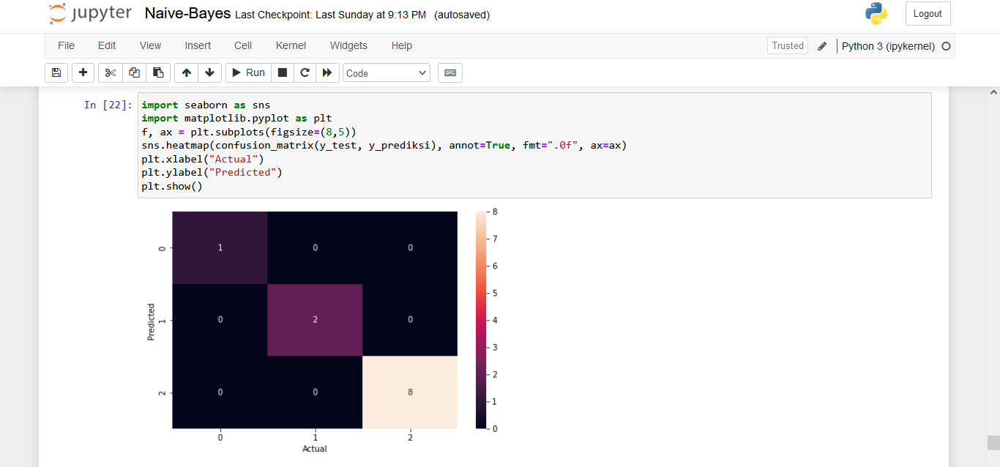 jupyter Naive-Bayes Last Checkpoint: Last Sunday at 9:13 PM (autosaved) Logout
File Edit View Insert Cell Kernel Widgets Help Trusted Python 3 (ipykernel)
Run Code
In [22]: import seaborn as sns
import matplotlib.pyplot as plt
f, ax = plt.subplots(figsize=(8,5))
sns.heatmap(confusion_matrix(y_test, y_prediksi), annot=True, fmt=".0f", ax=ax)
plt.xlabel("Actual")
plt.ylabel("Predicted")
plt.show()
8
7
6
5
4
3
2
1
0
0 1 0 0
1 0 2 0
2 0 0 8
Predicted
0 1 2
Actual